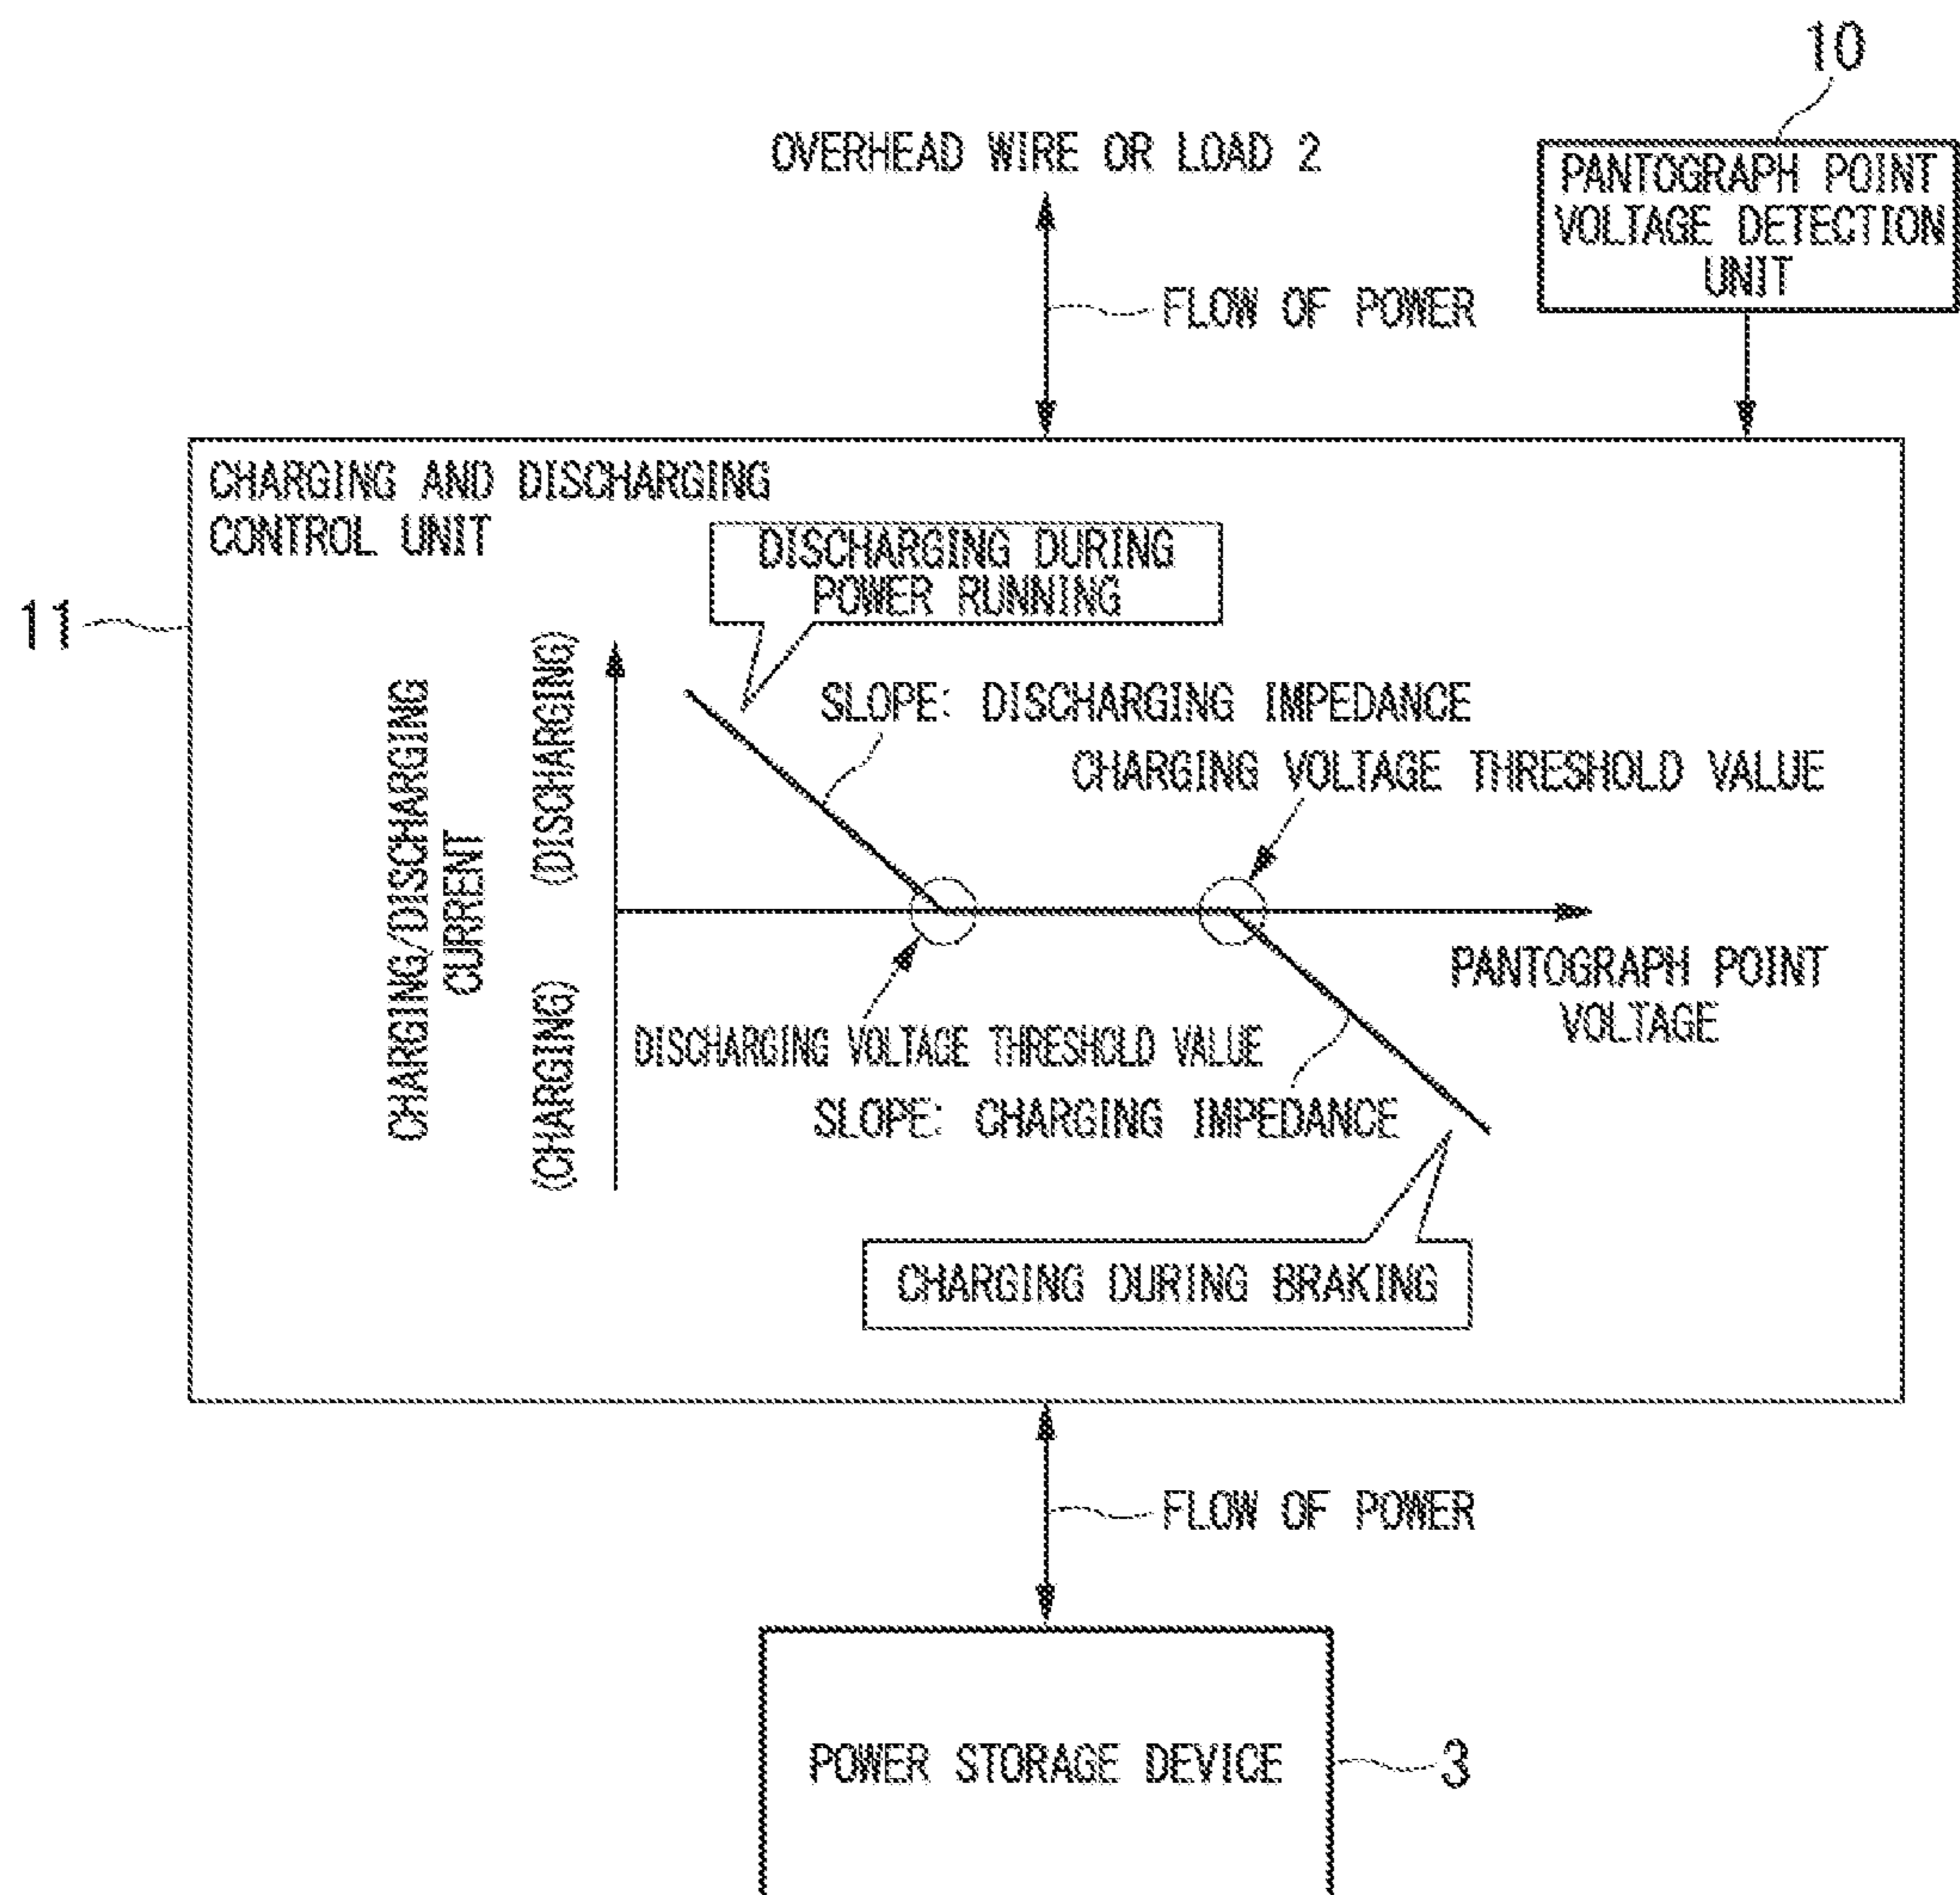 10
OVERHEAD WIRE OR LOAD 2
PANTOGRAPH POINT
VOLTAGE DETECTION
UNIT
FLOW OF POWER
CHARGING AND DISCHARGING
CONTROL UNIT
DISCHARGING DURING
POWER RUNNING
11
SLOPE: DISCHARGING IMPEDANCE
CHARGING VOLTAGE THRESHOLD VALUE
CHARGING/DISCHARGING
CURRENT
(DISCHARGING)
(CHARGING)
PANTOGRAPH POINT
VOLTAGE
DISCHARGING VOLTAGE THRESHOLD VALUE
SLOPE: CHARGING IMPEDANCE
CHARGING DURING BRAKING
FLOW OF POWER
POWER STORAGE DEVICE
3